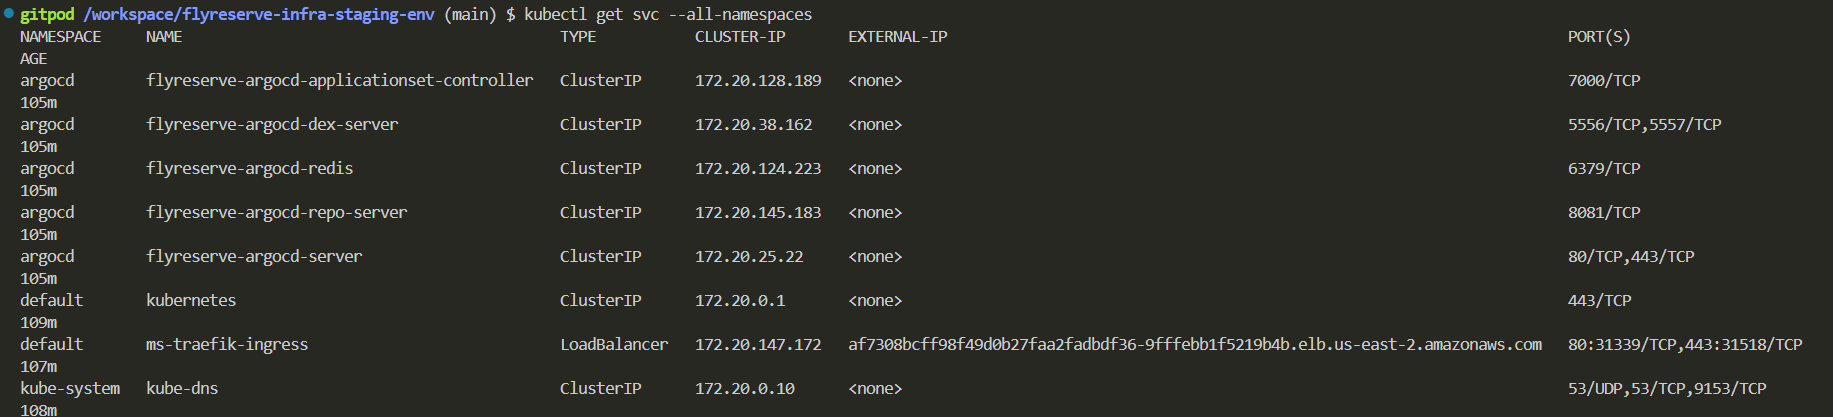 gitpod /workspace/flyreserve-infra-staging-env (main) $ kubectl get svc --all-namespaces
NAMESPACE     NAME                                         TYPE           CLUSTER-IP       EXTERNAL-IP                                                                     PORT(S)
AGE
argocd        flyreserve-argocd-applicationset-controller   ClusterIP      172.20.128.189   <none>                                                                          7000/TCP
105m
argocd        flyreserve-argocd-dex-server                  ClusterIP      172.20.38.162    <none>                                                                          5556/TCP,5557/TCP
105m
argocd        flyreserve-argocd-redis                       ClusterIP      172.20.124.223   <none>                                                                          6379/TCP
105m
argocd        flyreserve-argocd-repo-server                 ClusterIP      172.20.145.183   <none>                                                                          8081/TCP
105m
argocd        flyreserve-argocd-server                      ClusterIP      172.20.25.22     <none>                                                                          80/TCP,443/TCP
105m
default       kubernetes                                    ClusterIP      172.20.0.1       <none>                                                                          443/TCP
109m
default       ms-traefik-ingress                            LoadBalancer   172.20.147.172   af7308bcff98f49d0b27faa2fadbdf36-9fffebb1f5219b4b.elb.us-east-2.amazonaws.com   80:31339/TCP,443:31518/TCP
107m
kube-system   kube-dns                                      ClusterIP      172.20.0.10      <none>                                                                          53/UDP,53/TCP,9153/TCP
108m